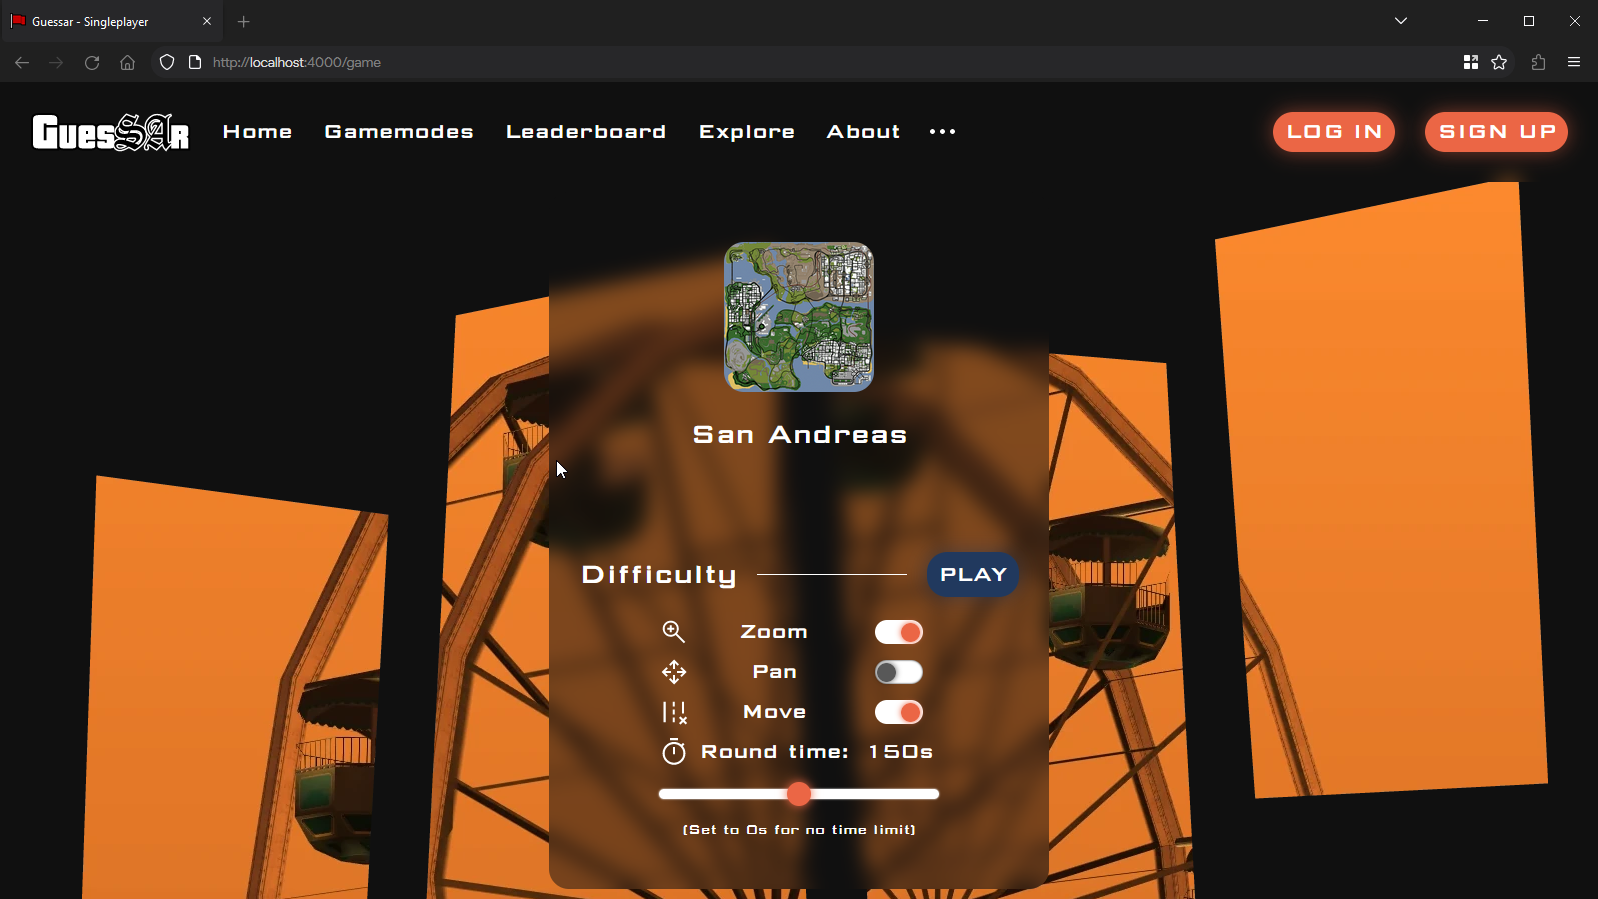 Guessar - Singleplayer
http://localhost:4000/game
GuesSAr
Home
Gamemodes
Leaderboard
Explore
About
LOG IN
SIGN UP
San Andreas
Difficulty
PLAY
Zoom
Pan
Move
Round time: 150s
(Set to 0s for no time limit)